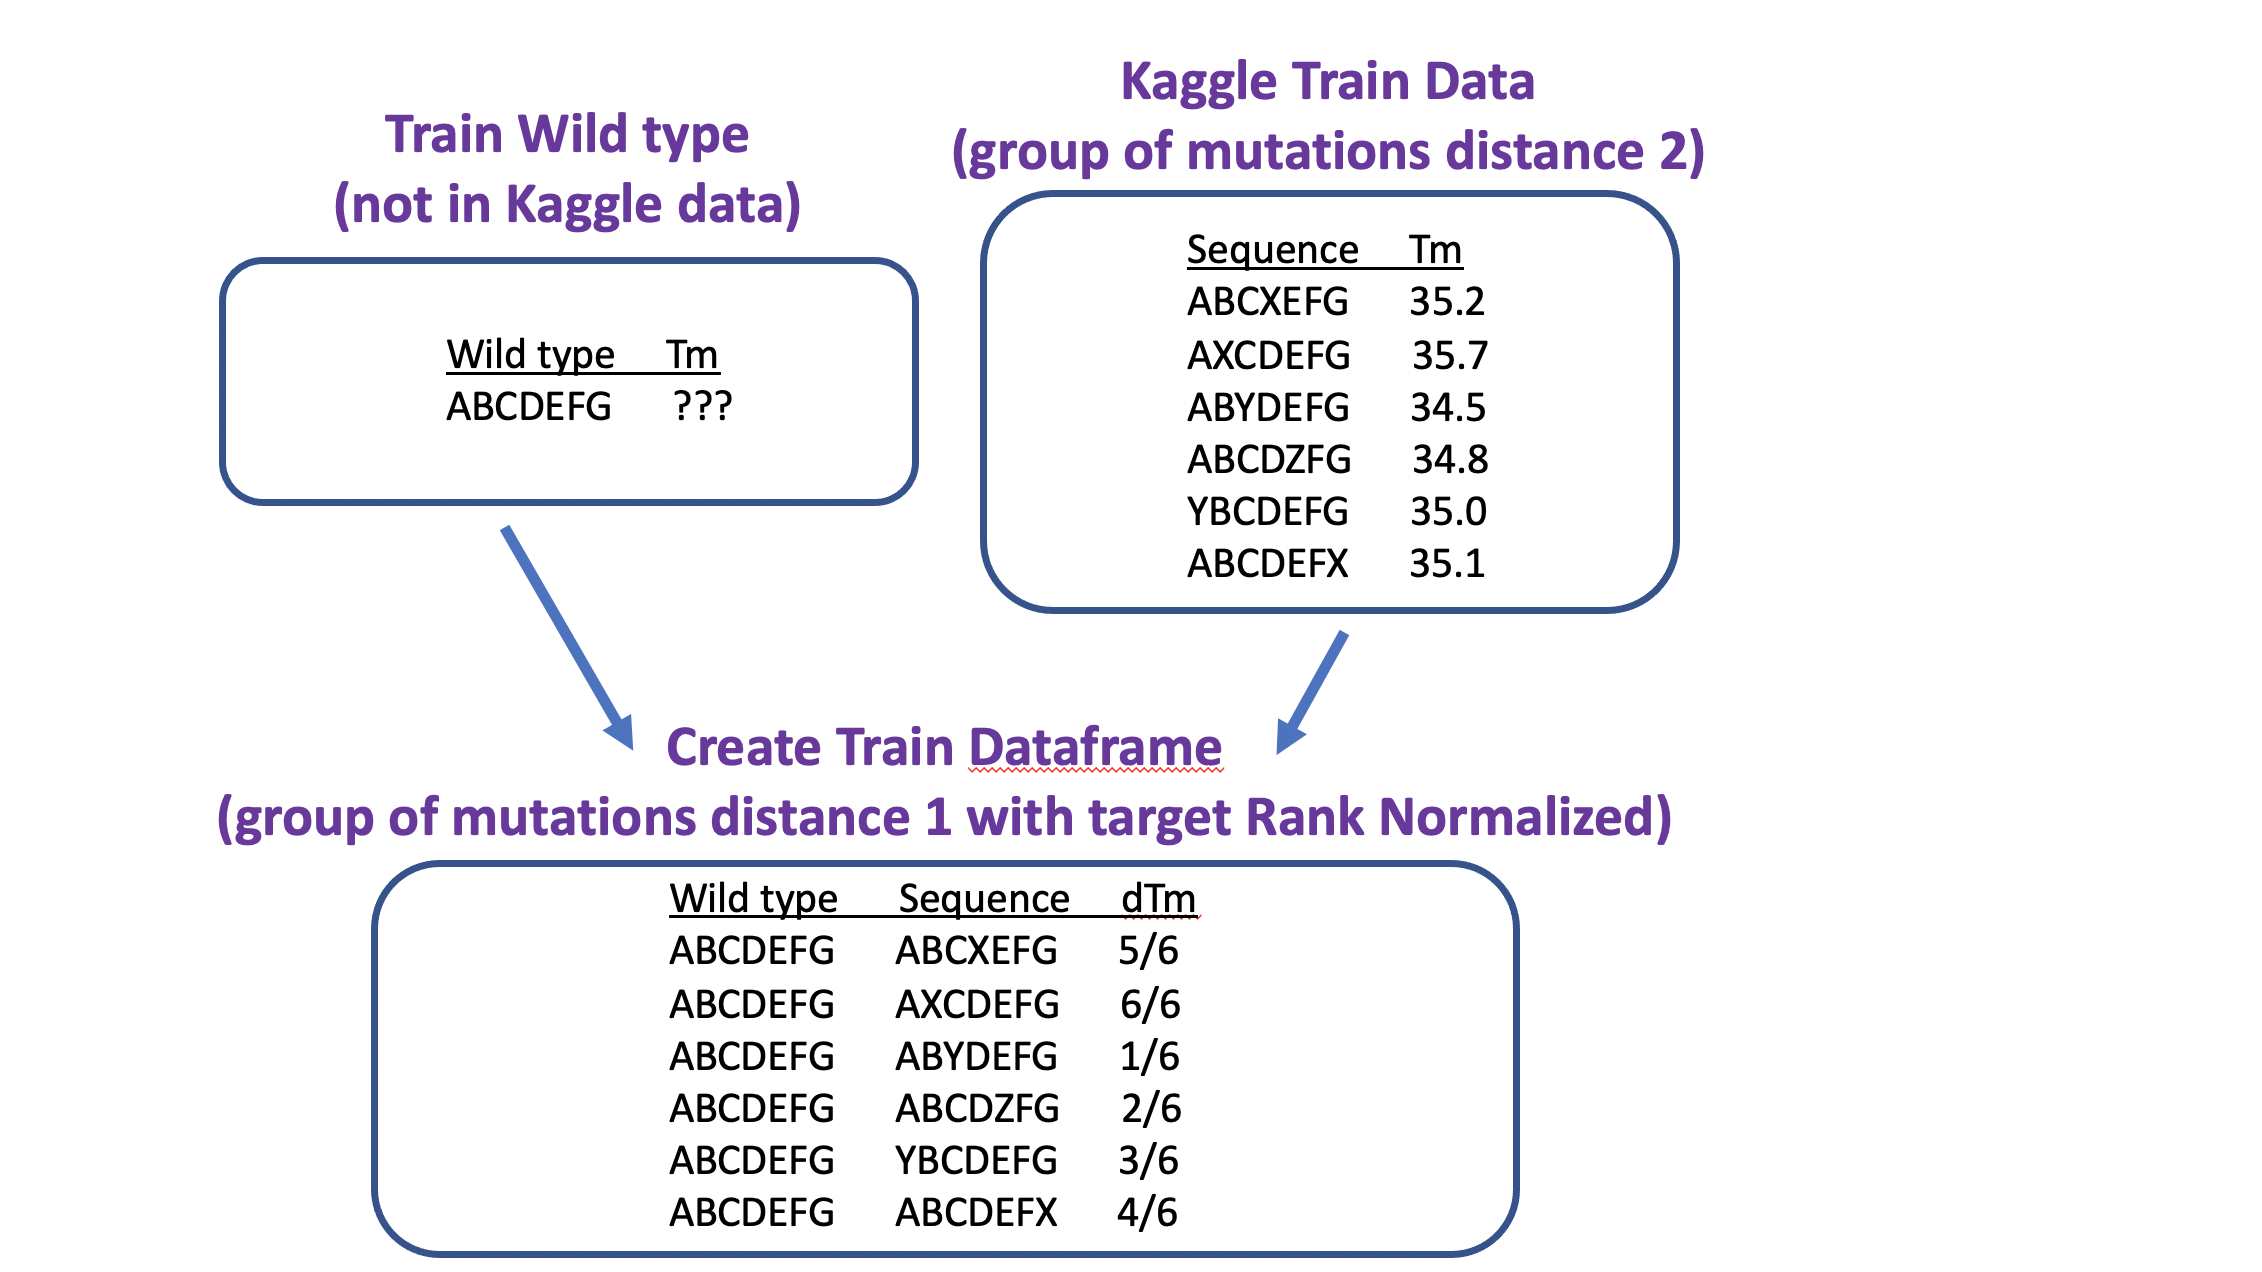 Train Wild type
(not in Kaggle data)
Wild type Tm
ABCDEFG ???
Kaggle Train Data
(group of mutations distance 2)
Sequence Tm
ABCXEFG 35.2
AXCDEFG 35.7
ABYDEFG 34.5
ABCDZFG 34.8
YBCDEFG 35.0
ABCDEFX 35.1
Create Train Dataframe
(group of mutations distance 1 with target Rank Normalized)
Wild type Sequence dTm
ABCDEFG ABCXEFG 5/6
ABCDEFG AXCDEFG 6/6
ABCDEFG ABYDEFG 1/6
ABCDEFG ABCDZFG 2/6
ABCDEFG YBCDEFG 3/6
ABCDEFG ABCDEFX 4/6